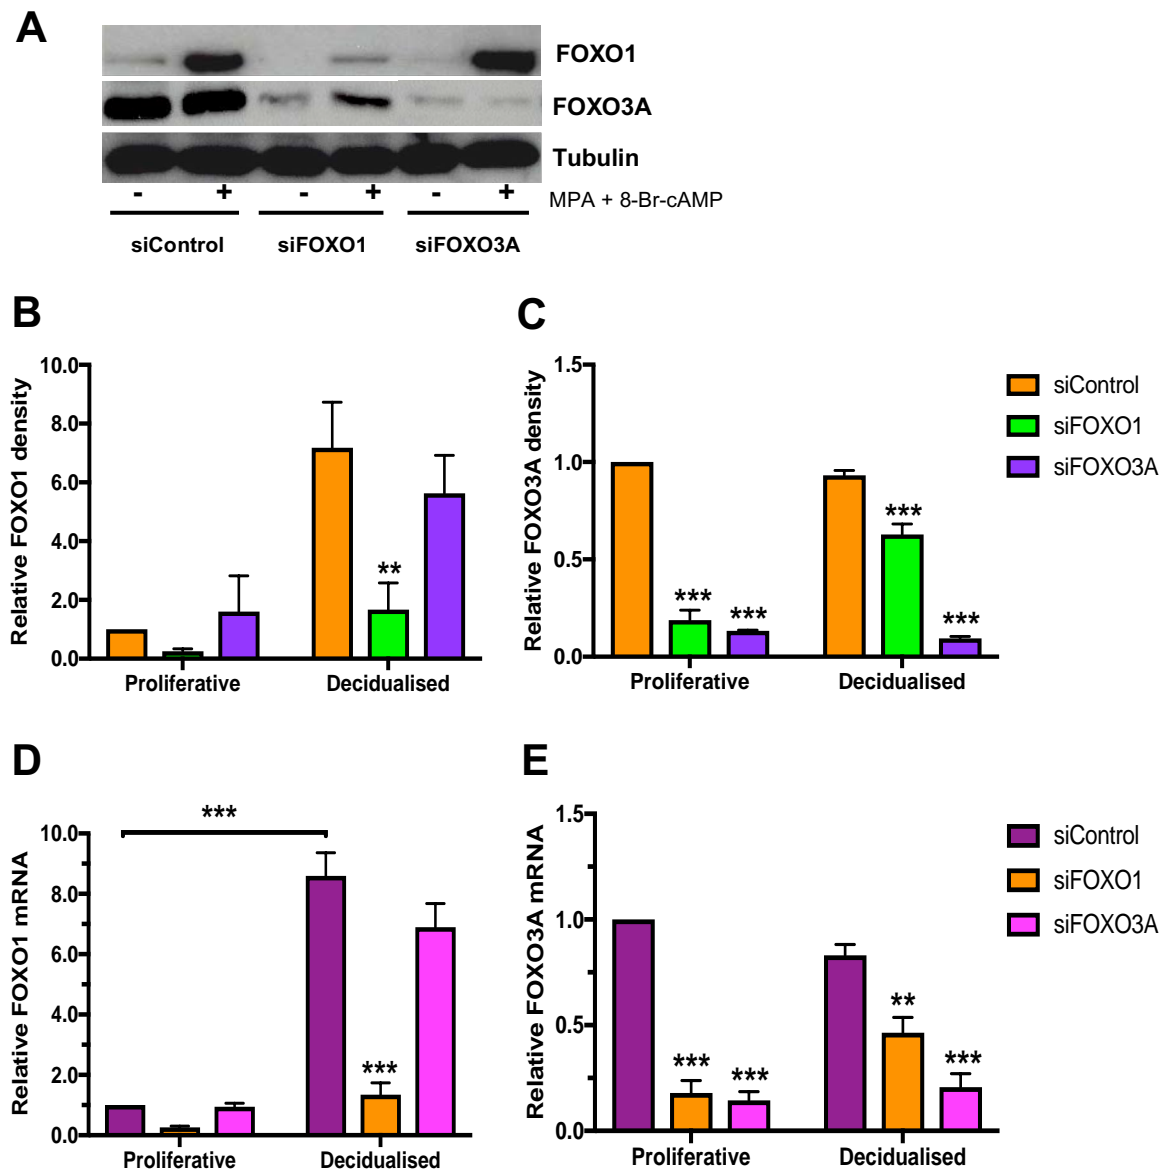 A
FOXO1
FOXO3A
Tubulin
- + - + - + MPA + 8-Br-cAMP
siControl siFOXO1 siFOXO3A
B
Relative FOXO1 density
10.0
8.0
6.0
4.0
2.0
0.0
**
Proliferative Decidualised
C
Relative FOXO3A density
1.5
1.0
0.5
0.0
*** *** *** ***
Proliferative Decidualised
siControl
siFOXO1
siFOXO3A
D
Relative FOXO1 mRNA
10.0
8.0
6.0
4.0
2.0
0.0
***
***
Proliferative Decidualised
E
Relative FOXO3A mRNA
1.5
1.0
0.5
0.0
*** *** ** ***
Proliferative Decidualised
siControl
siFOXO1
siFOXO3A